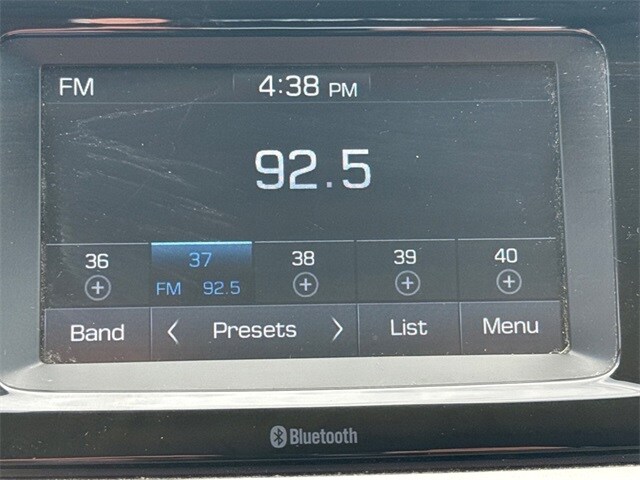 FM 4:38 PM
92.5
36 37 38 39 40
FM 92.5
Band < Presets > List Menu
Bluetooth